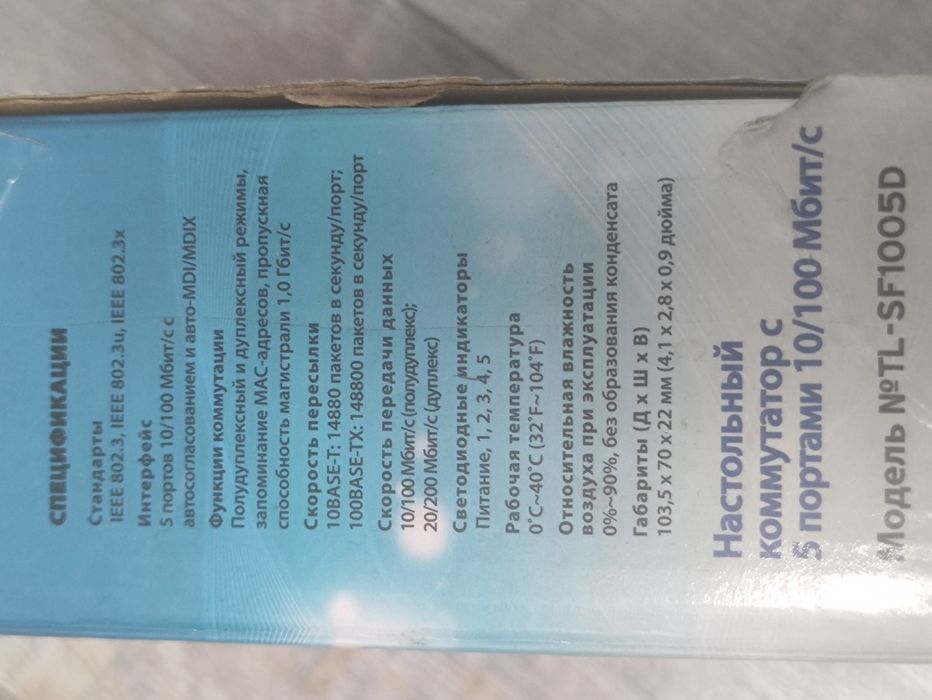 СПЕЦИФИКАЦИИ
Стандарты
IEEE 802.3, IEEE 802.3u, IEEE 802.3x
Интерфейс
5 портов 10/100 Мбит/с с
автосогласованием и авто-MDI/MDIX
Функции коммутации
Полудуплексный и дуплексный режимы,
запоминание MAC-адресов, пропускная
способность магистрали 1,0 Гбит/с
Скорость пересылки
10BASE-T: 14880 пакетов в секунду/порт;
100BASE-TX: 148800 пакетов в секунду/порт
Скорость передачи данных
10/100 Мбит/с (полудуплекс);
20/200 Мбит/с (дуплекс)
Светодиодные индикаторы
Питание, 1, 2, 3, 4, 5
Рабочая температура
0˚C~40˚C (32˚F~104˚F)
Относительная влажность
воздуха при эксплуатации
0%~90%, без образования конденсата
Габариты (Д х Ш х В)
103,5 х 70 х 22 мм (4,1 х 2,8 х 0,9 дюйма)
Настольный
коммутатор с
5 портами 10/100 Мбит/с
Модель №TL-SF1005D